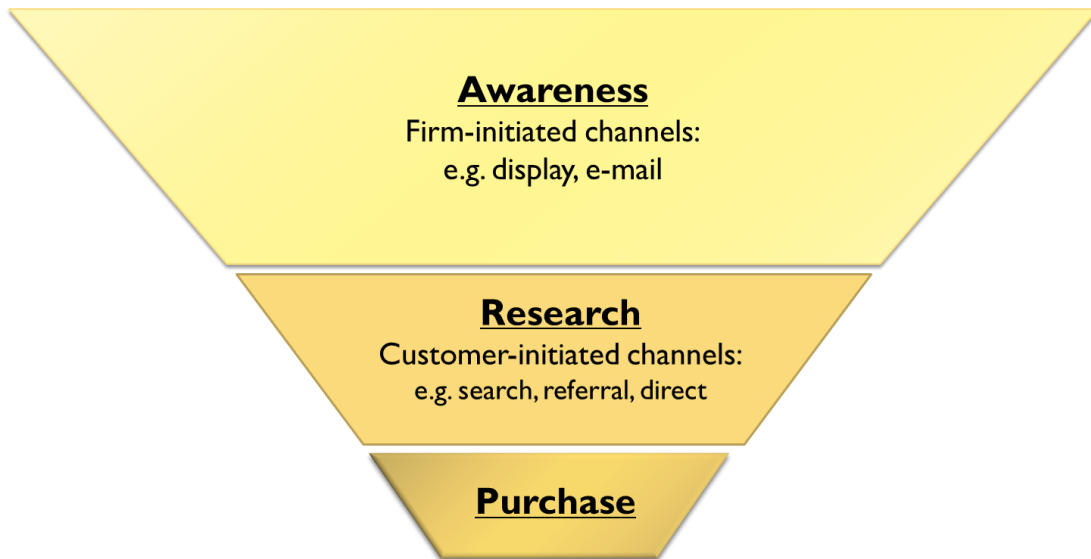 Awareness
Firm-initiated channels:
e.g. display, e-mail
Research
Customer-initiated channels:
e.g. search, referral, direct
Purchase